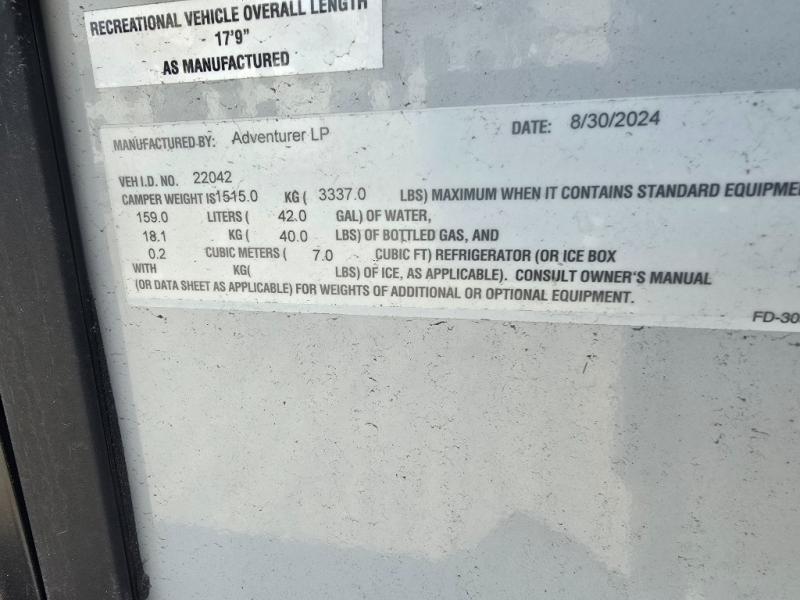 RECREATIONAL VEHICLE OVERALL LENGTH
17'9"
AS MANUFACTURED
MANUFACTURED BY: Adventurer LP DATE: 8/30/2024
VEH I.D. NO. 22042
CAMPER WEIGHT IS 1515.0 KG ( 3337.0 LBS) MAXIMUM WHEN IT CONTAINS STANDARD EQUIPME
159.0 LITERS ( 42.0 GAL) OF WATER,
18.1 KG ( 40.0 LBS) OF BOTTLED GAS, AND
0.2 CUBIC METERS ( 7.0 CUBIC FT) REFRIGERATOR (OR ICE BOX
WITH KG( LBS) OF ICE, AS APPLICABLE). CONSULT OWNER'S MANUAL
(OR DATA SHEET AS APPLICABLE) FOR WEIGHTS OF ADDITIONAL OR OPTIONAL EQUIPMENT.
FD-30